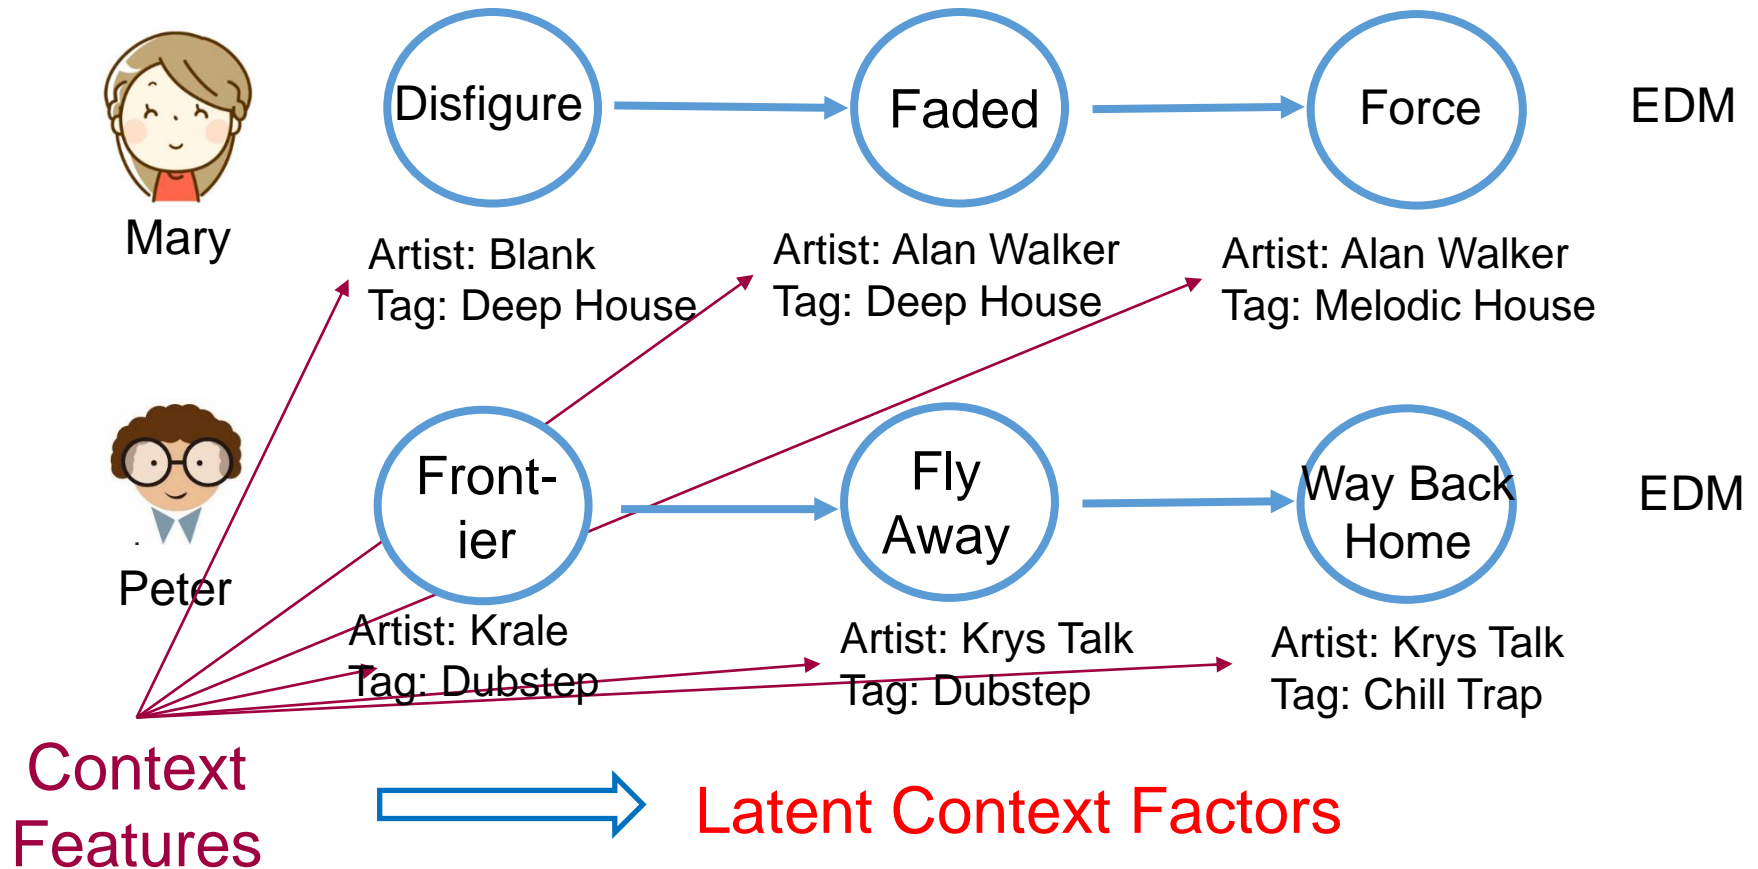 Disfigure
Faded
Force
EDM
Mary
Artist: Blank
Tag: Deep House
Artist: Alan Walker
Tag: Deep House
Artist: Alan Walker
Tag: Melodic House
Front-
ier
Fly
Away
Way Back
Home
EDM
Peter
Artist: Krale
Tag: Dubstep
Artist: Krys Talk
Tag: Dubstep
Artist: Krys Talk
Tag: Chill Trap
Context
Features
Latent Context Factors